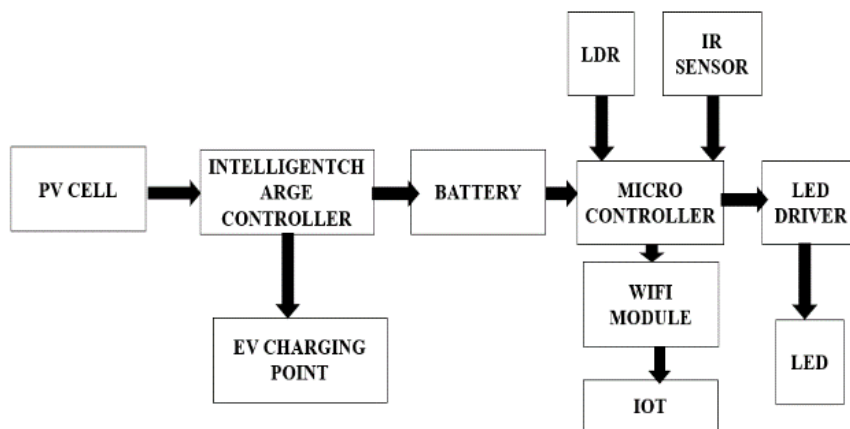 LDR
IR
SENSOR
PV CELL
INTELLIGENTCH
ARGE
CONTROLLER
BATTERY
MICRO
CONTROLLER
LED
DRIVER
EV CHARGING
POINT
WIFI
MODULE
LED
IOT